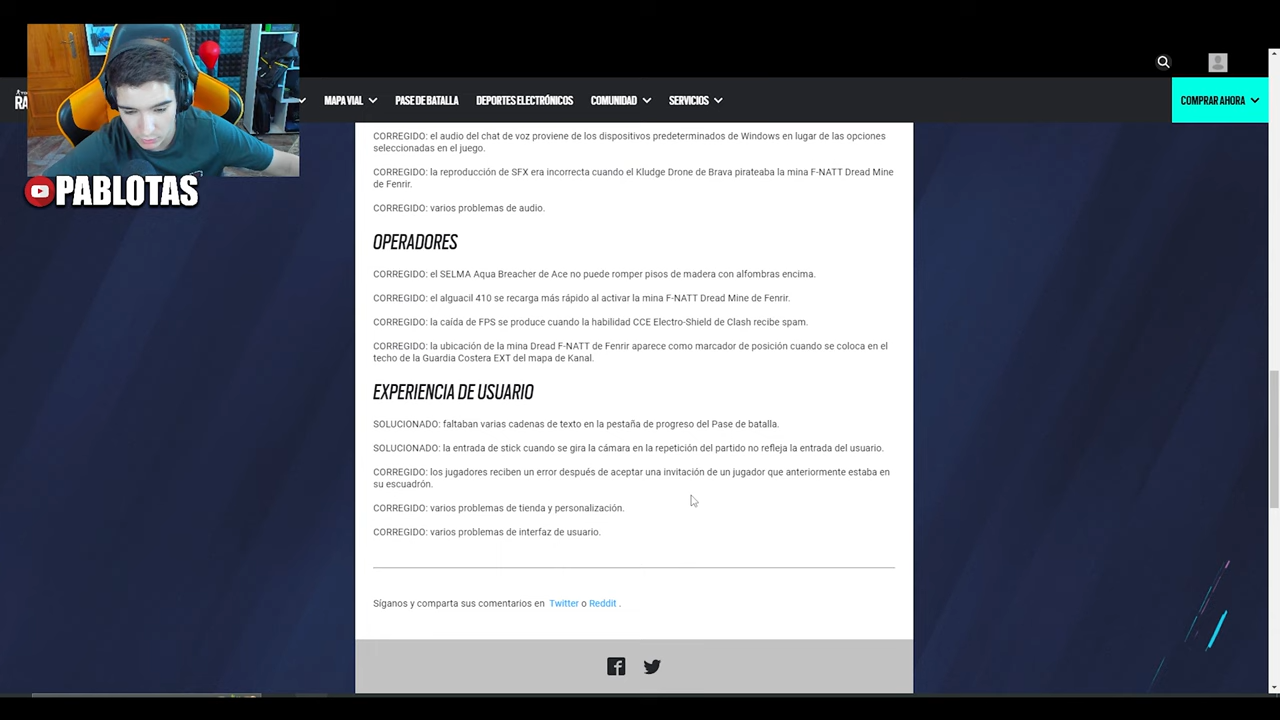 RA
MAPA VIAL
PASE DE BATALLA
DEPORTES ELECTRÓNICOS
COMUNIDAD
SERVICIOS
COMPRAR AHORA
PABLOTAS
CORREGIDO: el audio del chat de voz proviene de los dispositivos predeterminados de Windows en lugar de las opciones
seleccionadas en el juego.
CORREGIDO: la reproducción de SFX era incorrecta cuando el Kludge Drone de Brava pirateaba la mina F-NATT Dread Mine
de Fenrir.
CORREGIDO: varios problemas de audio.
OPERADORES
CORREGIDO: el SELMA Aqua Breacher de Ace no puede romper pisos de madera con alfombras encima.
CORREGIDO: el alguacil 410 se recarga más rápido al activar la mina F-NATT Dread Mine de Fenrir.
CORREGIDO: la caída de FPS se produce cuando la habilidad CCE Electro-Shield de Clash recibe spam.
CORREGIDO: la ubicación de la mina Dread F-NATT de Fenrir aparece como marcador de posición cuando se coloca en el
techo de la Guardia Costera EXT del mapa de Kanal.
EXPERIENCIA DE USUARIO
SOLUCIONADO: faltaban varias cadenas de texto en la pestaña de progreso del Pase de batalla.
SOLUCIONADO: la entrada de stick cuando se gira la cámara en la repetición del partido no refleja la entrada del usuario.
CORREGIDO: los jugadores reciben un error después de aceptar una invitación de un jugador que anteriormente estaba en
su escuadrón.
CORREGIDO: varios problemas de tienda y personalización.
CORREGIDO: varios problemas de interfaz de usuario.
Síganos y comparta sus comentarios en Twitter o Reddit .